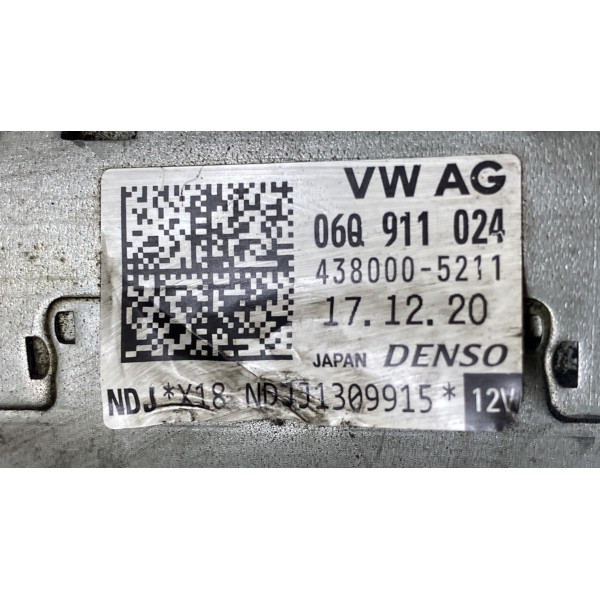 VW AG
06Q 911 024
438000-5211
17.12.20
JAPAN DENSO
NDJ*X18 NDJJ1309915* 12V